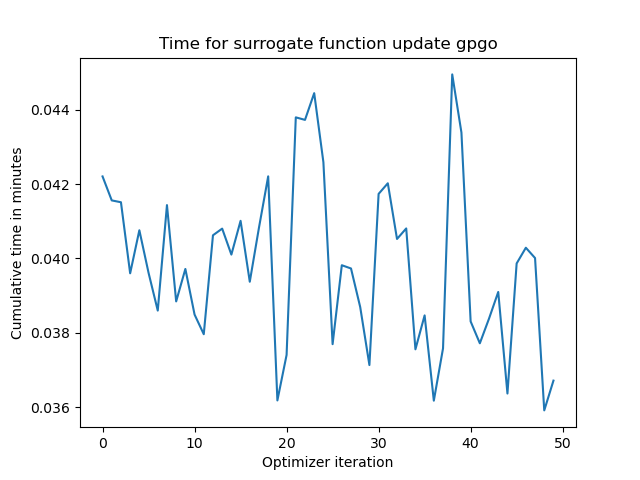 Time for surrogate function update gpgo
Cumulative time in minutes
0.044
0.042
0.040
0.038
0.036
0 10 20 30 40 50
Optimizer iteration